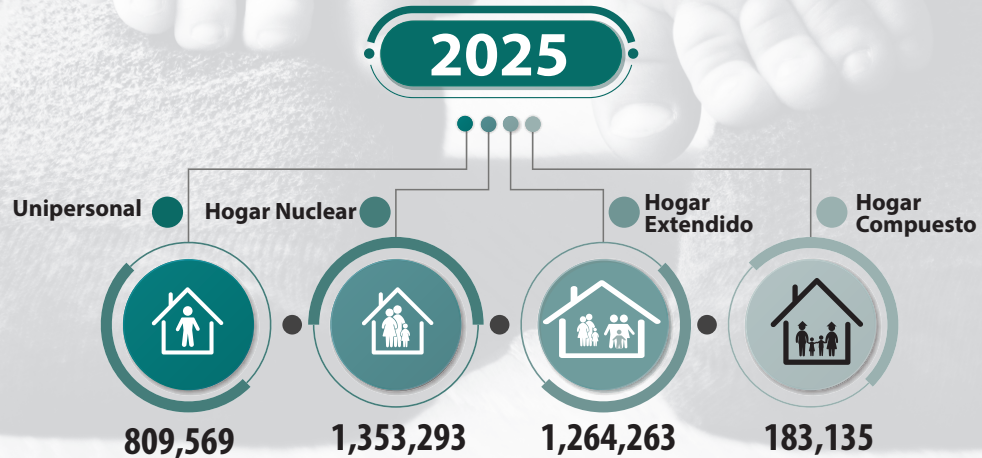 2025
Unipersonal
Hogar Nuclear
Hogar
Extendido
Hogar
Compuesto
809,569
1,353,293
1,264,263
183,135